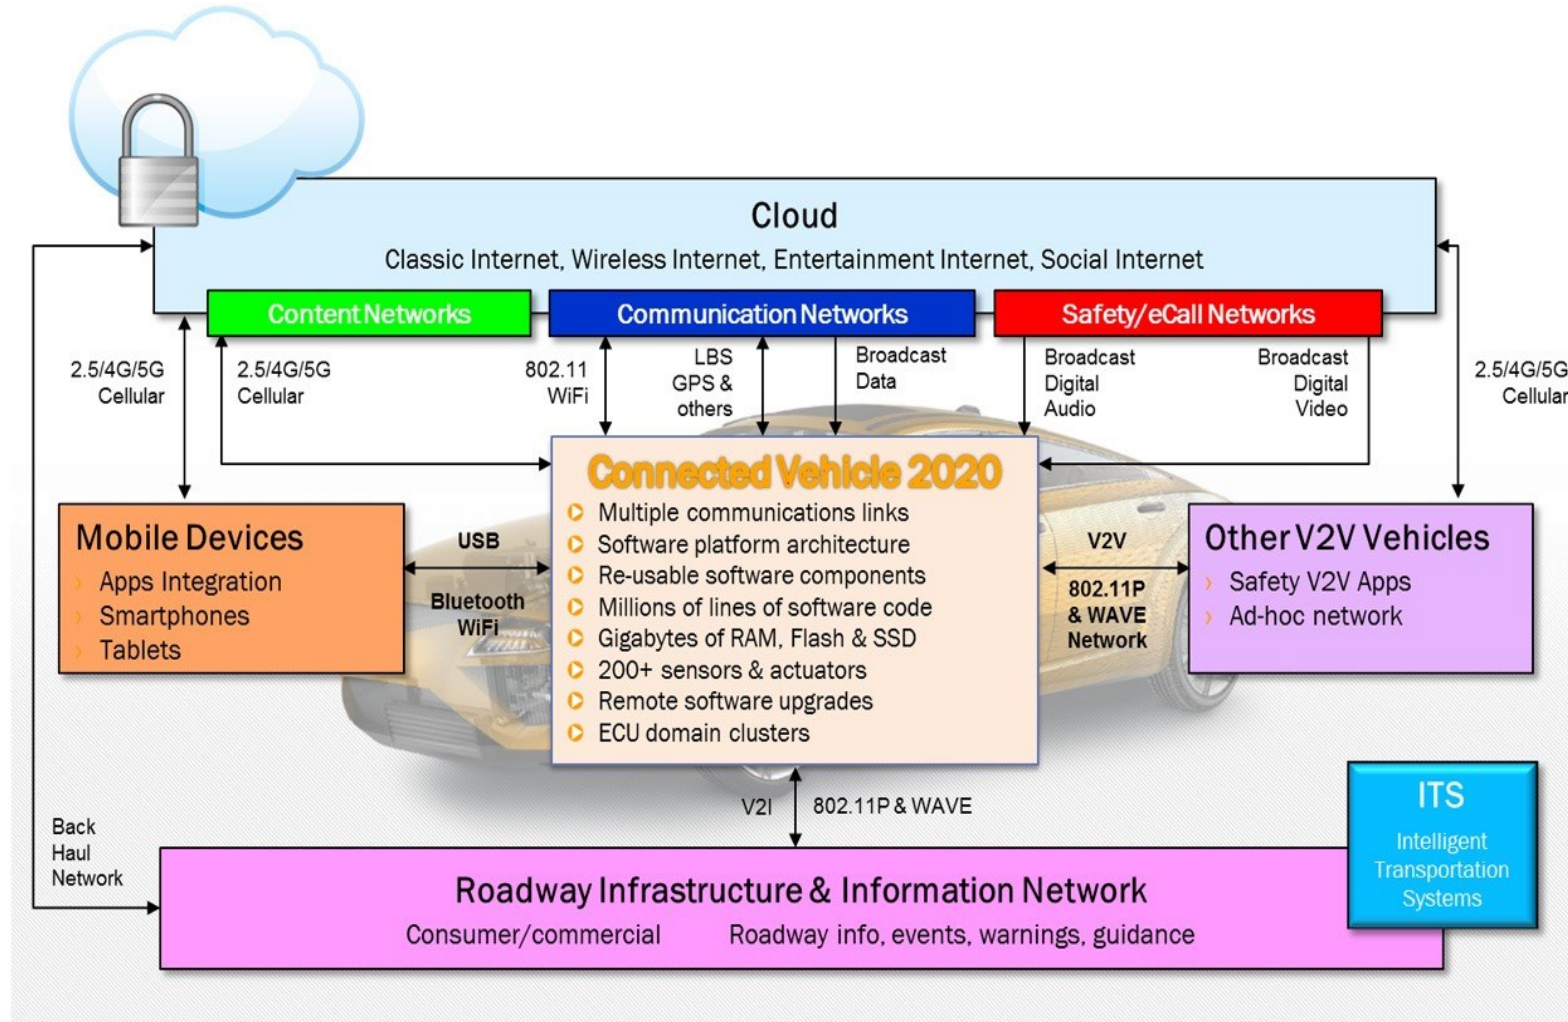 Cloud
Classic Internet, Wireless Internet, Entertainment Internet, Social Internet
Content Networks
Communication Networks
Safety/eCall Networks
2.5/4G/5G
Cellular
2.5/4G/5G
Cellular
802.11
WiFi
LBS
GPS &
others
Broadcast
Data
Broadcast
Digital
Audio
Broadcast
Digital
Video
2.5/4G/5G
Cellular
Connected Vehicle 2020
Multiple communications links
Software platform architecture
Re-usable software components
Millions of lines of software code
Gigabytes of RAM, Flash & SSD
200+ sensors & actuators
Remote software upgrades
ECU domain clusters
Mobile Devices
Apps Integration
Smartphones
Tablets
USB
Bluetooth
WiFi
V2V
802.11P
& WAVE
Network
Other V2V Vehicles
Safety V2V Apps
Ad-hoc network
V2I
802.11P & WAVE
Back
Haul
Network
ITS
Intelligent
Transportation
Systems
Roadway Infrastructure & Information Network
Consumer/commercial
Roadway info, events, warnings, guidance